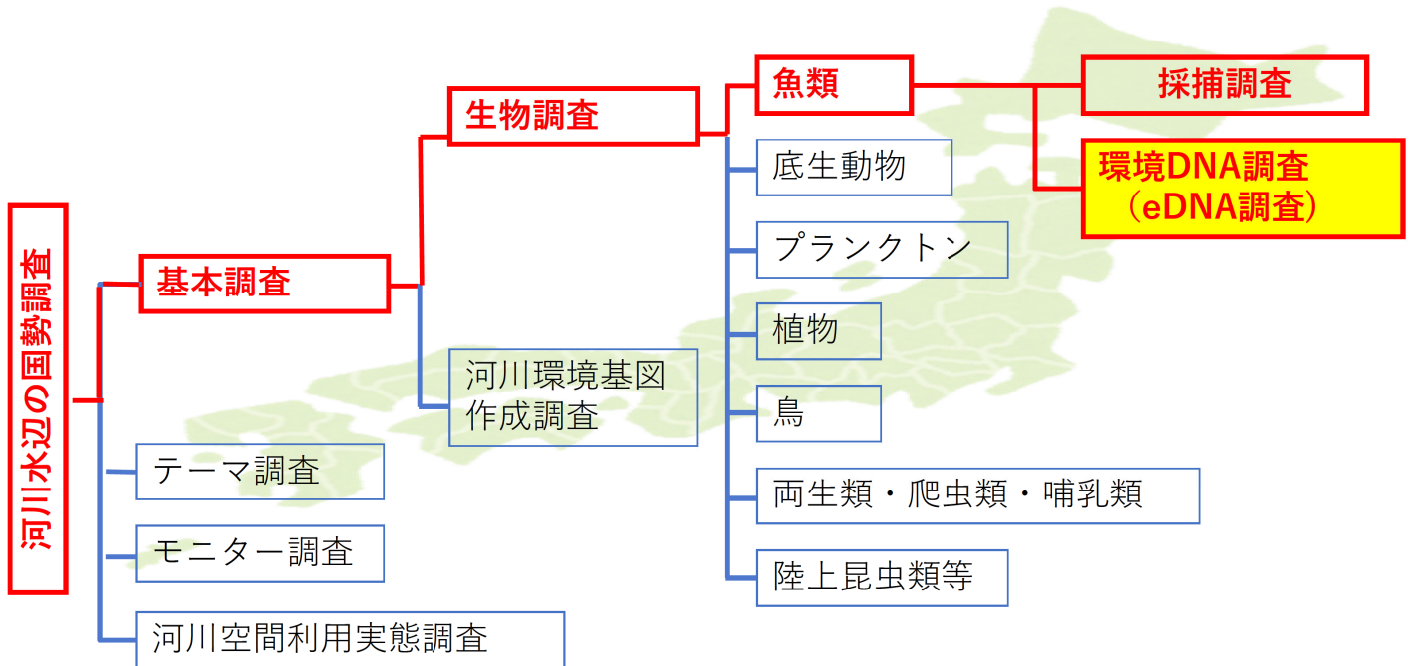 河川水辺の国勢調査
基本調査
テーマ調査
モニター調査
河川空間利用実態調査
生物調査
河川環境基図
作成調査
魚類
底生動物
プランクトン
植物
鳥
両生類・爬虫類・哺乳類
陸上昆虫類等
採捕調査
環境DNA調査
（eDNA調査）